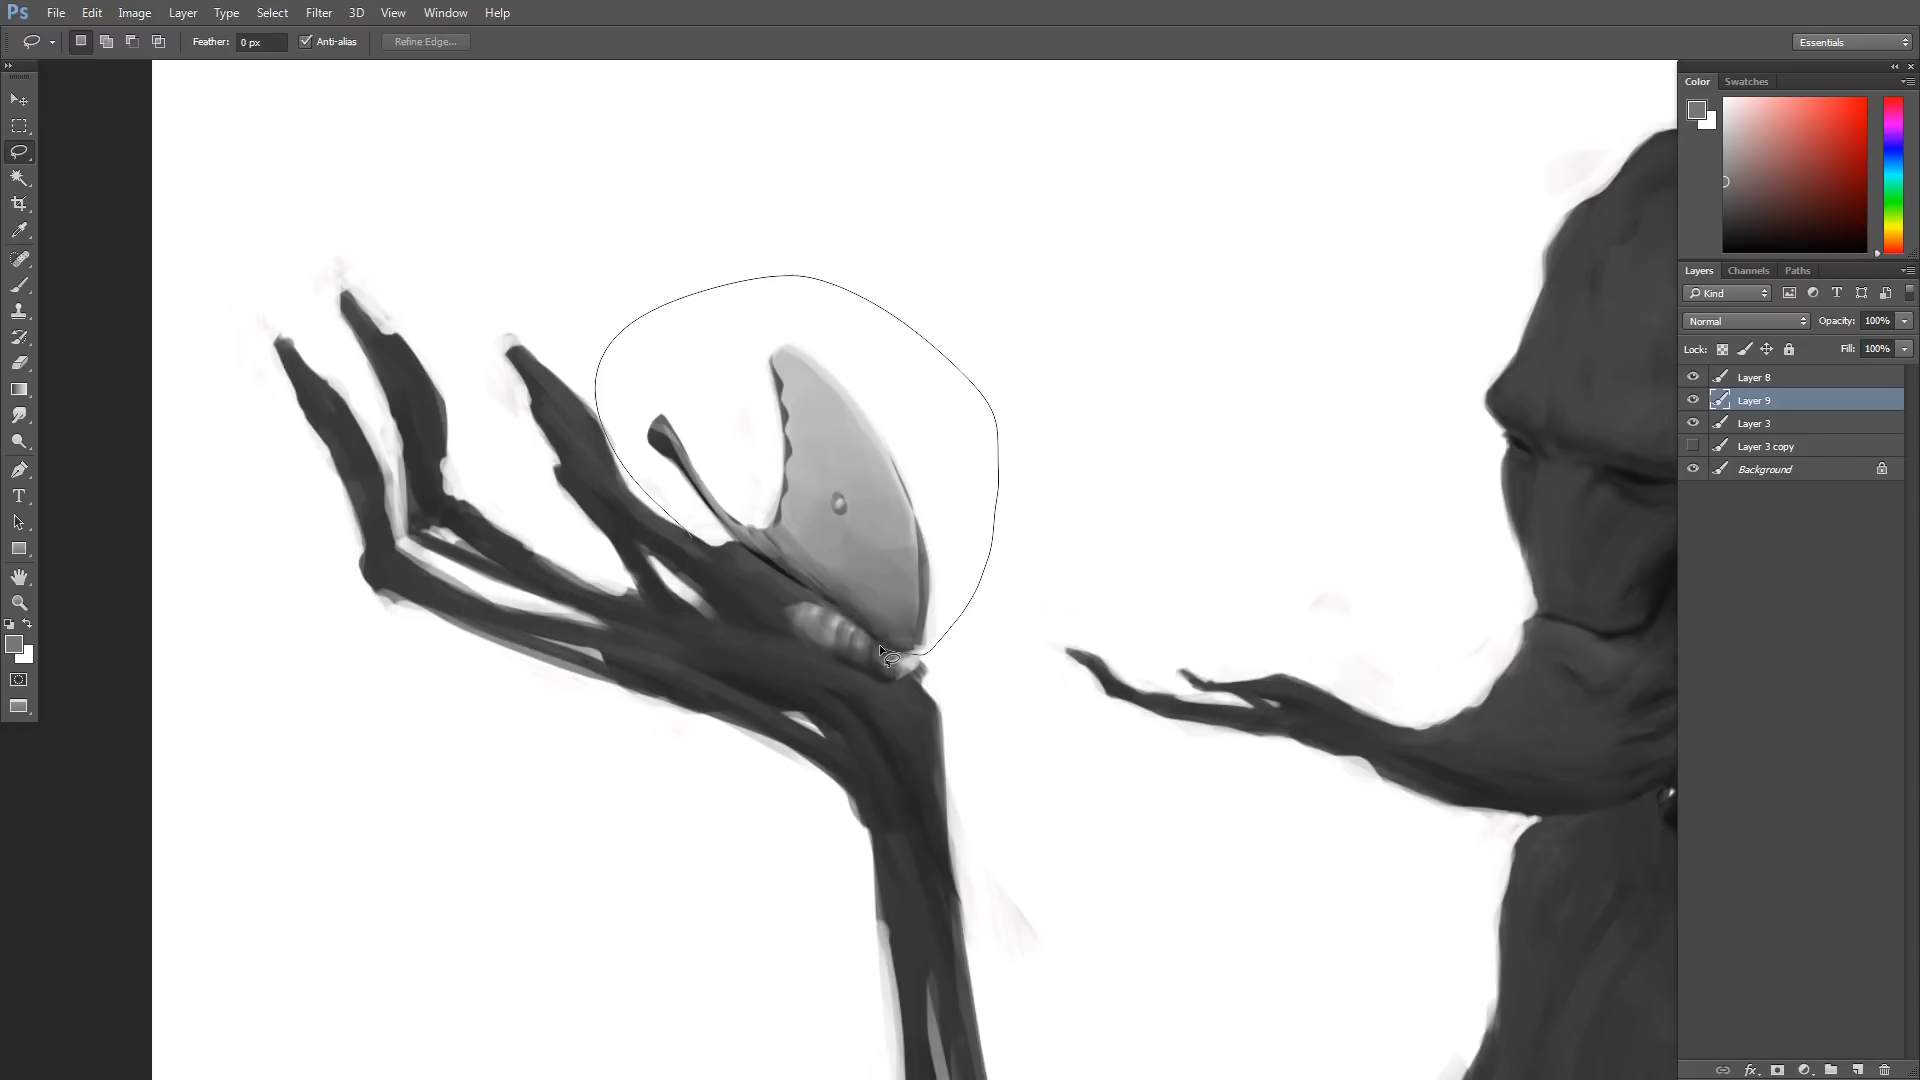 Ps File Edit Image Layer Type Select Filter 3D View Window Help
Feather: 0 px Anti-alias Refine Edge... Essentials
Color Swatches
Layers Channels Paths
Kind T
Normal Opacity: 100%
Lock: Fill: 100%
Layer 8
Layer 9
Layer 3
Layer 3 copy
Background
T
fx